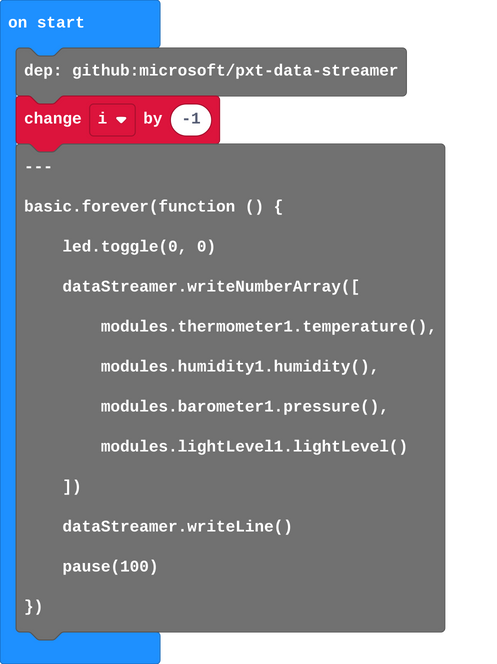 on start
dep: github:microsoft/pxt-data-streamer
change i by -1
---
basic.forever(function () {
    led.toggle(0, 0)
    dataStreamer.writeNumberArray([
        modules.thermometer1.temperature(),
        modules.humidity1.humidity(),
        modules.barometer1.pressure(),
        modules.lightLevel1.lightLevel()
    ])
    dataStreamer.writeLine()
    pause(100)
})